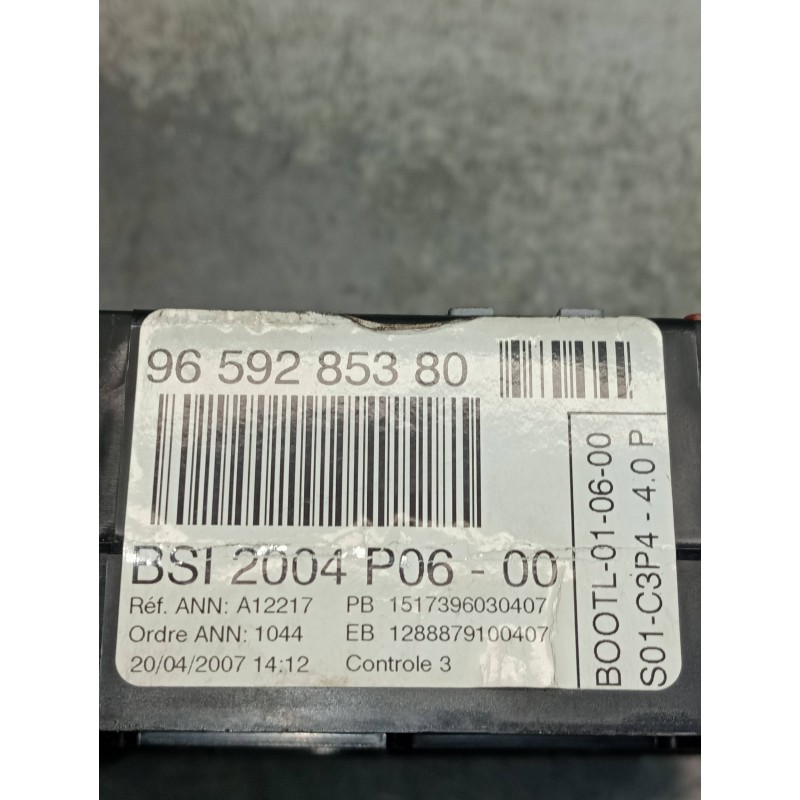 96 592 853 80
BSI 2004 P06 - 00
Réf. ANN: A12217 PB 1517396030407
Ordre ANN: 1044 EB 1288879100407
20/04/2007 14:12 Controle 3
BOOTL-01-06-00
S01-C3P4 - 4.0 P